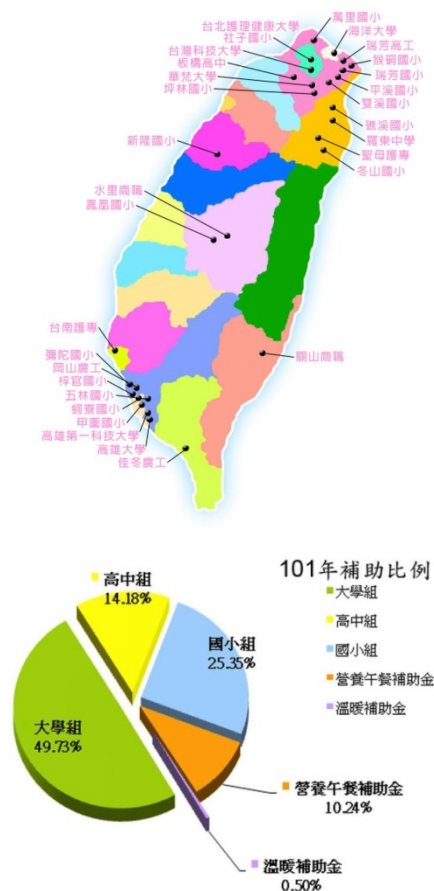 萬里國小
台北護理健康大學
海洋大學
社子國小
瑞芳高工
台灣科技大學
猴硐國小
板橋高中
瑞芳國小
華梵大學
平溪國小
坪林國小
雙溪國小
礁溪國小
羅東中學
新隆國小
聖母護專
冬山國小
水里商職
鳳凰國小
台南護專
關山商職
彌陀國小
岡山農工
梓官國小
五林國小
蚵寮國小
甲圍國小
高雄第一科技大學
高雄大學
佳冬農工
101年補助比例
大學組
高中組
國小組
營養午餐補助金
溫暖補助金
高中組
14.18%
國小組
25.35%
大學組
49.73%
營養午餐補助金
10.24%
溫暖補助金
0.50%